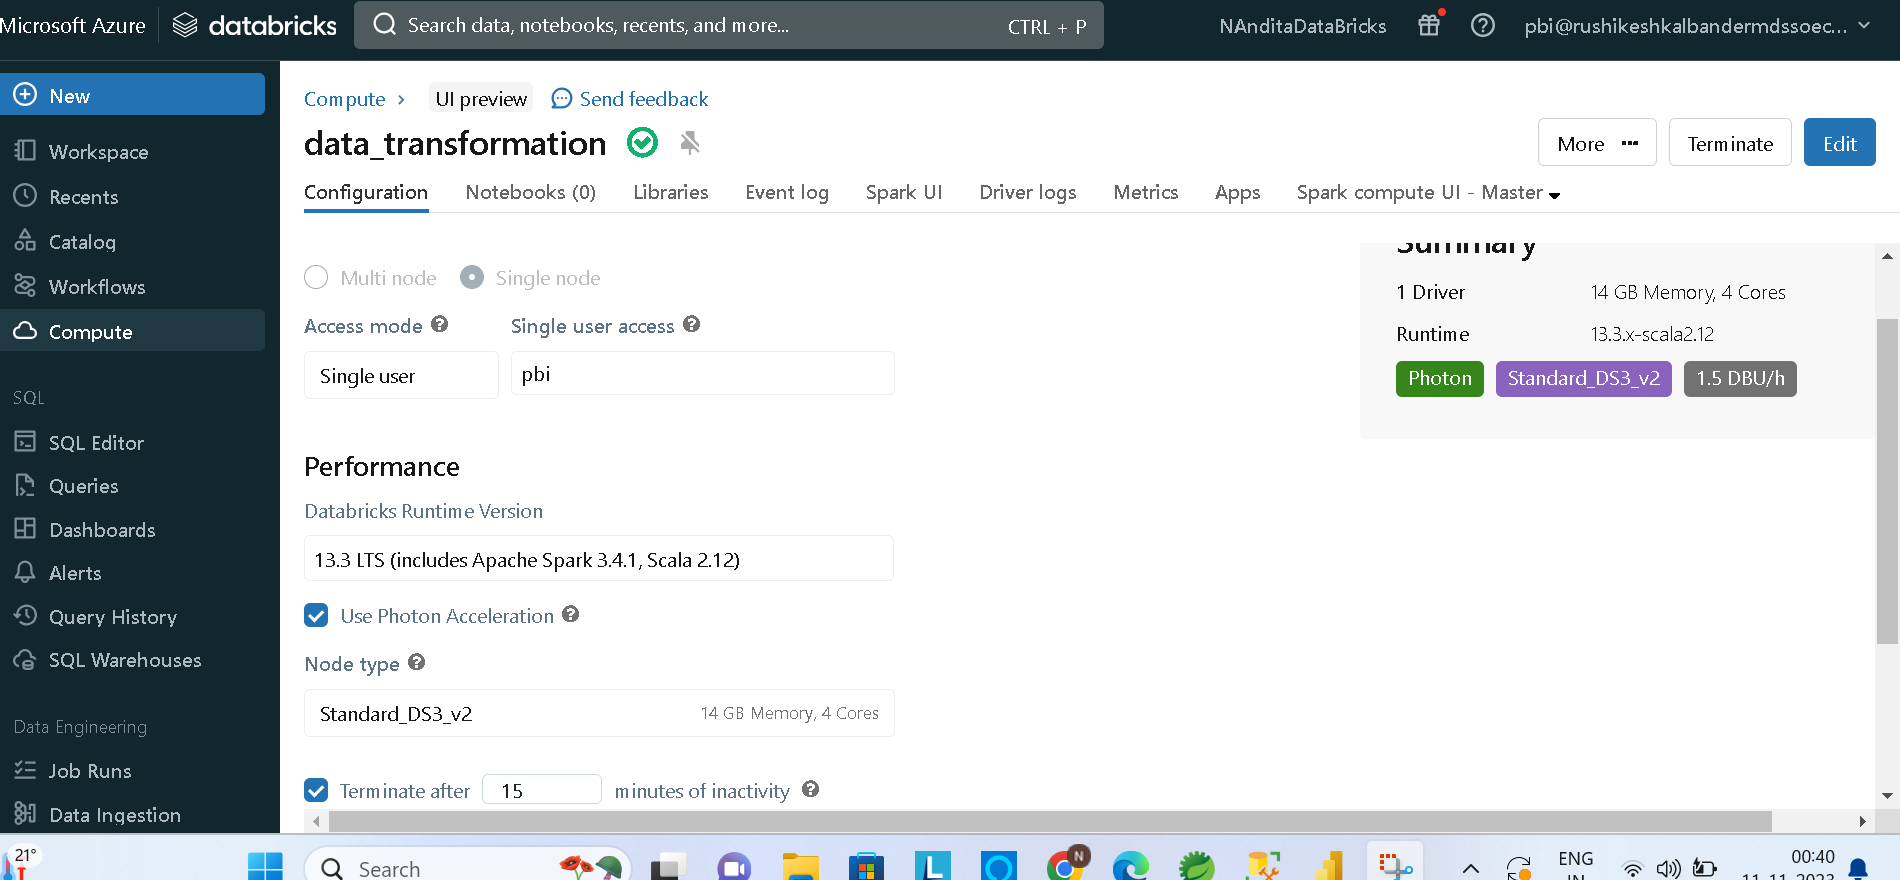 Microsoft Azure databricks Search data, notebooks, recents, and more... CTRL + P NAnditaDataBricks pbi@rushikeshkalbandermdssoec...
New
Workspace
Recents
Catalog
Workflows
Compute
SQL
SQL Editor
Queries
Dashboards
Alerts
Query History
SQL Warehouses
Data Engineering
Job Runs
Data Ingestion
Compute > UI preview Send feedback
data_transformation
More ... Terminate Edit
Configuration Notebooks (0) Libraries Event log Spark UI Driver logs Metrics Apps Spark compute UI - Master
Multi node Single node
Access mode Single user access
Single user pbi
Performance
Databricks Runtime Version
13.3 LTS (includes Apache Spark 3.4.1, Scala 2.12)
Use Photon Acceleration
Node type
Standard_DS3_v2 14 GB Memory, 4 Cores
Terminate after 15 minutes of inactivity
Summary
1 Driver 14 GB Memory, 4 Cores
Runtime 13.3.x-scala2.12
Photon Standard_DS3_v2 1.5 DBU/h
21°
Search
N
ENG
IN
00:40
11-11-2023